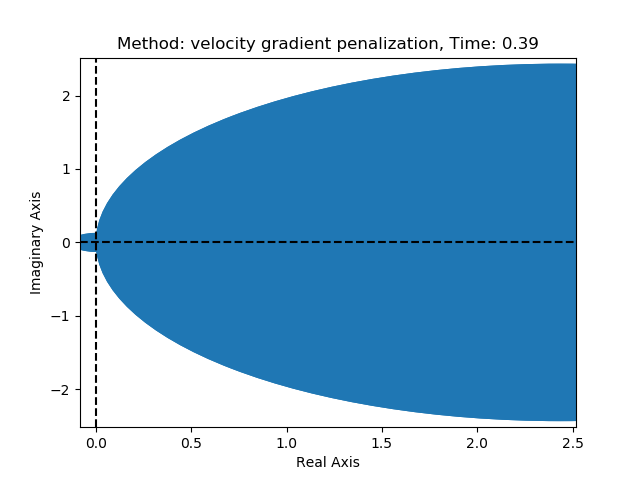 Method: velocity gradient penalization, Time: 0.39
Imaginary Axis
2
1
0
−1
−2
0.0 0.5 1.0 1.5 2.0 2.5
Real Axis